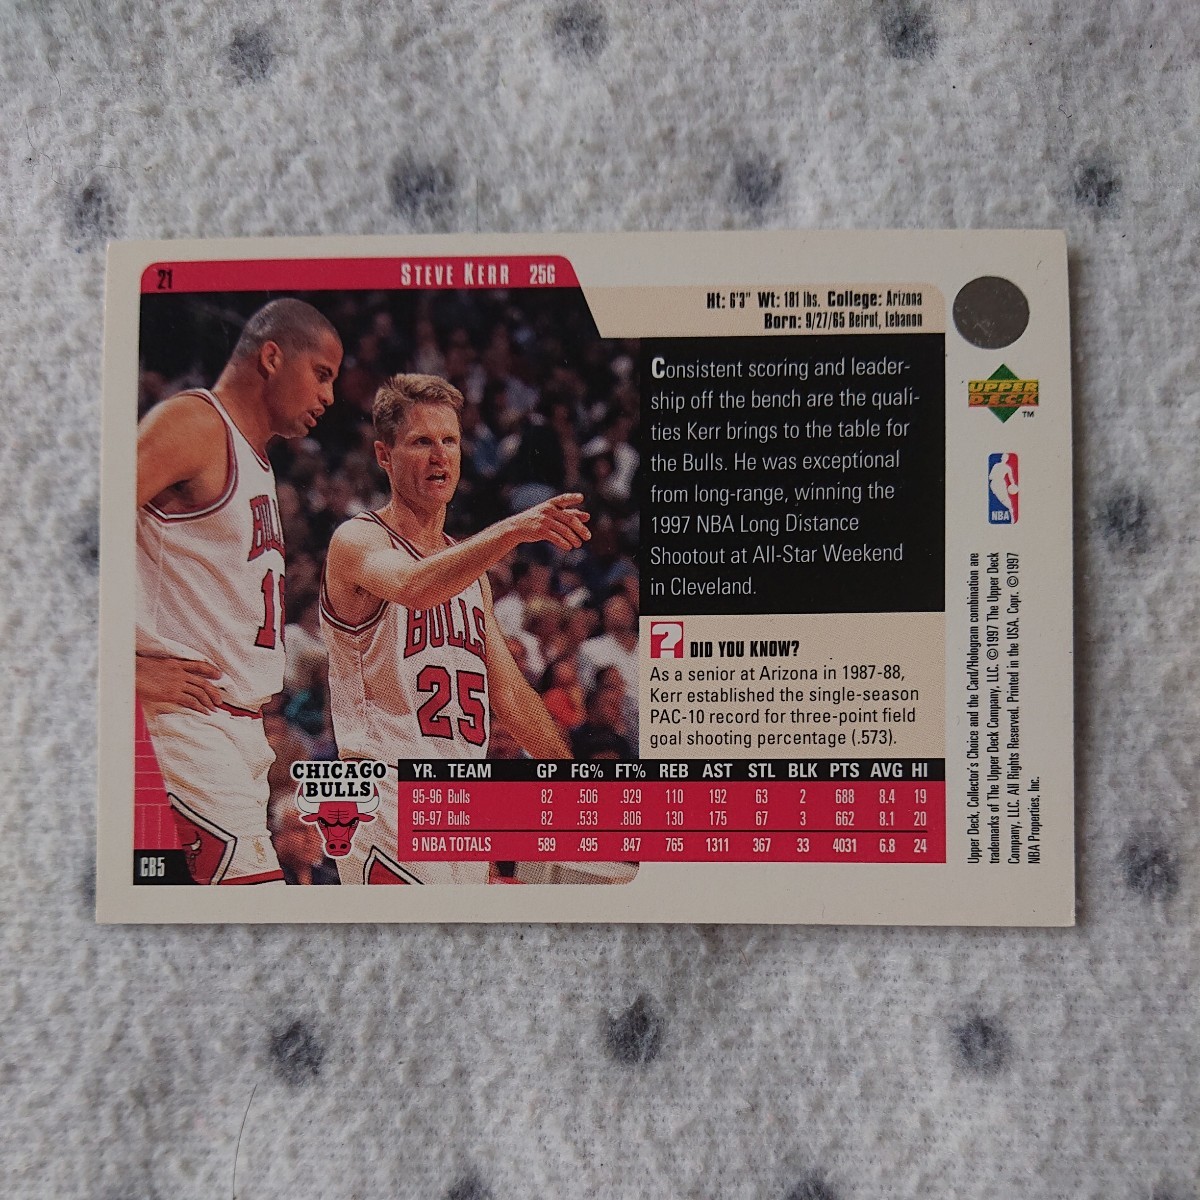 21
STEVE KERR 25G
Ht: 6'3" Wt: 181 lbs. College: Arizona
Born: 9/27/65 Beirut, Lebanon
Consistent scoring and leader-
ship off the bench are the quali-
ties Kerr brings to the table for
the Bulls. He was exceptional
from long-range, winning the
1997 NBA Long Distance
Shootout at All-Star Weekend
in Cleveland.
? DID YOU KNOW?
As a senior at Arizona in 1987-88,
Kerr established the single-season
PAC-10 record for three-point field
goal shooting percentage (.573).
BULLS
25
CHICAGO
BULLS
YR. TEAM GP FG% FT% REB AST STL BLK PTS AVG HI
95-96 Bulls 82 .506 .929 110 192 63 2 688 8.4 19
96-97 Bulls 82 .533 .806 130 175 67 3 662 8.1 20
9 NBA TOTALS 589 .495 .847 765 1311 367 33 4031 6.8 24
CB5
UPPER
DECK
TM
NBA
Upper Deck, Collector's Choice and the Card/Hologram combination are
trademarks of The Upper Deck Company, LLC. ©1997 The Upper Deck
Company, LLC. All Rights Reserved. Printed in the USA. Copr. ©1997
NBA Properties, Inc.